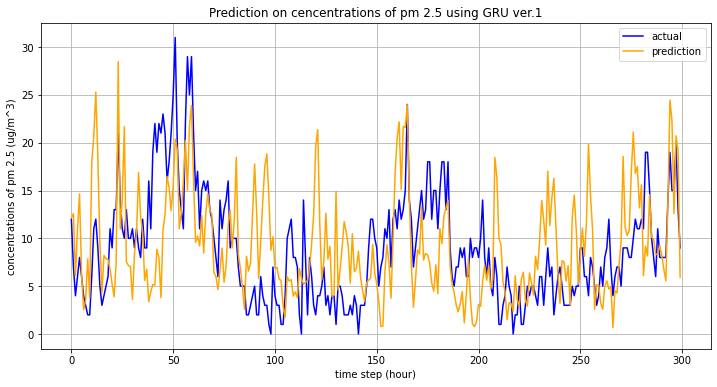 Prediction on cencentrations of pm 2.5 using GRU ver.1
actual
prediction
concentrations of pm 2.5 (ug/m^3)
30
25
20
15
10
5
0
0 50 100 150 200 250 300
time step (hour)